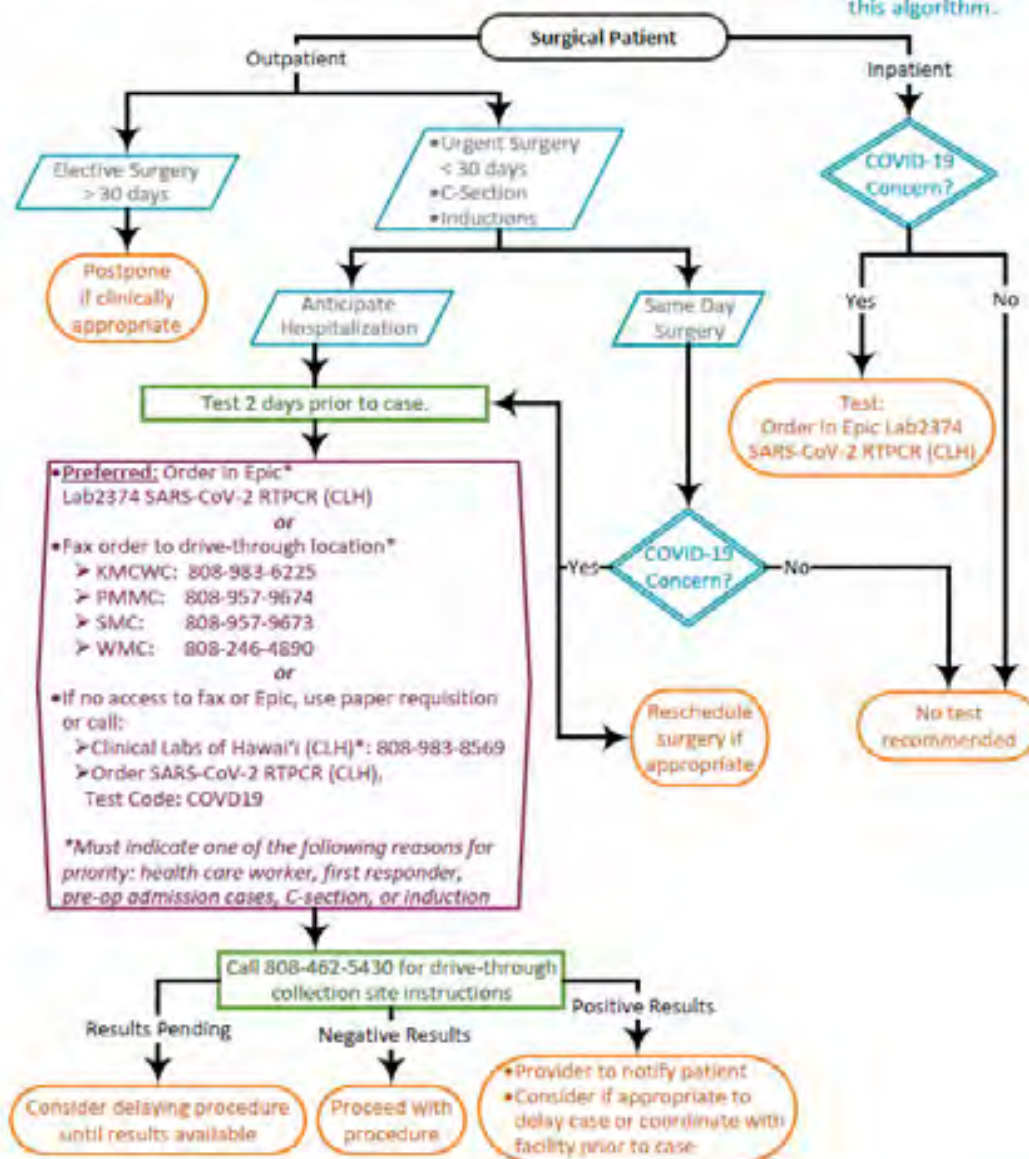 this algorithm.
Surgical Patient
Outpatient
Inpatient
Elective Surgery
> 30 days
•Urgent Surgery
< 30 days
•C-Section
•Inductions
COVID-19
Concern?
Postpone
if clinically
appropriate
Anticipate
Hospitalization
Same Day
Surgery
Yes
No
Test 2 days prior to case.
Test:
Order in Epic Lab2374
SARS-CoV-2 RTPCR (CLH)
•Preferred: Order in Epic*
Lab2374 SARS-CoV-2 RTPCR (CLH)
or
•Fax order to drive-through location*
➢ KMCWC: 808-983-6225
➢ PMMC: 808-957-9674
➢ SMC: 808-957-9673
➢ WMC: 808-246-4890
or
•If no access to fax or Epic, use paper requisition
or call:
➢Clinical Labs of Hawai'i (CLH)*: 808-983-8569
➢Order SARS-CoV-2 RTPCR (CLH),
Test Code: COVD19
*Must indicate one of the following reasons for
priority: health care worker, first responder,
pre-op admission cases, C-section, or induction
Yes
COVID-19
Concern?
No
Reschedule
surgery if
appropriate
No test
recommended
Call 808-462-5430 for drive-through
collection site instructions
Results Pending
Negative Results
Positive Results
Consider delaying procedure
until results available
Proceed with
procedure
•Provider to notify patient
•Consider if appropriate to
delay case or coordinate with
facility prior to case